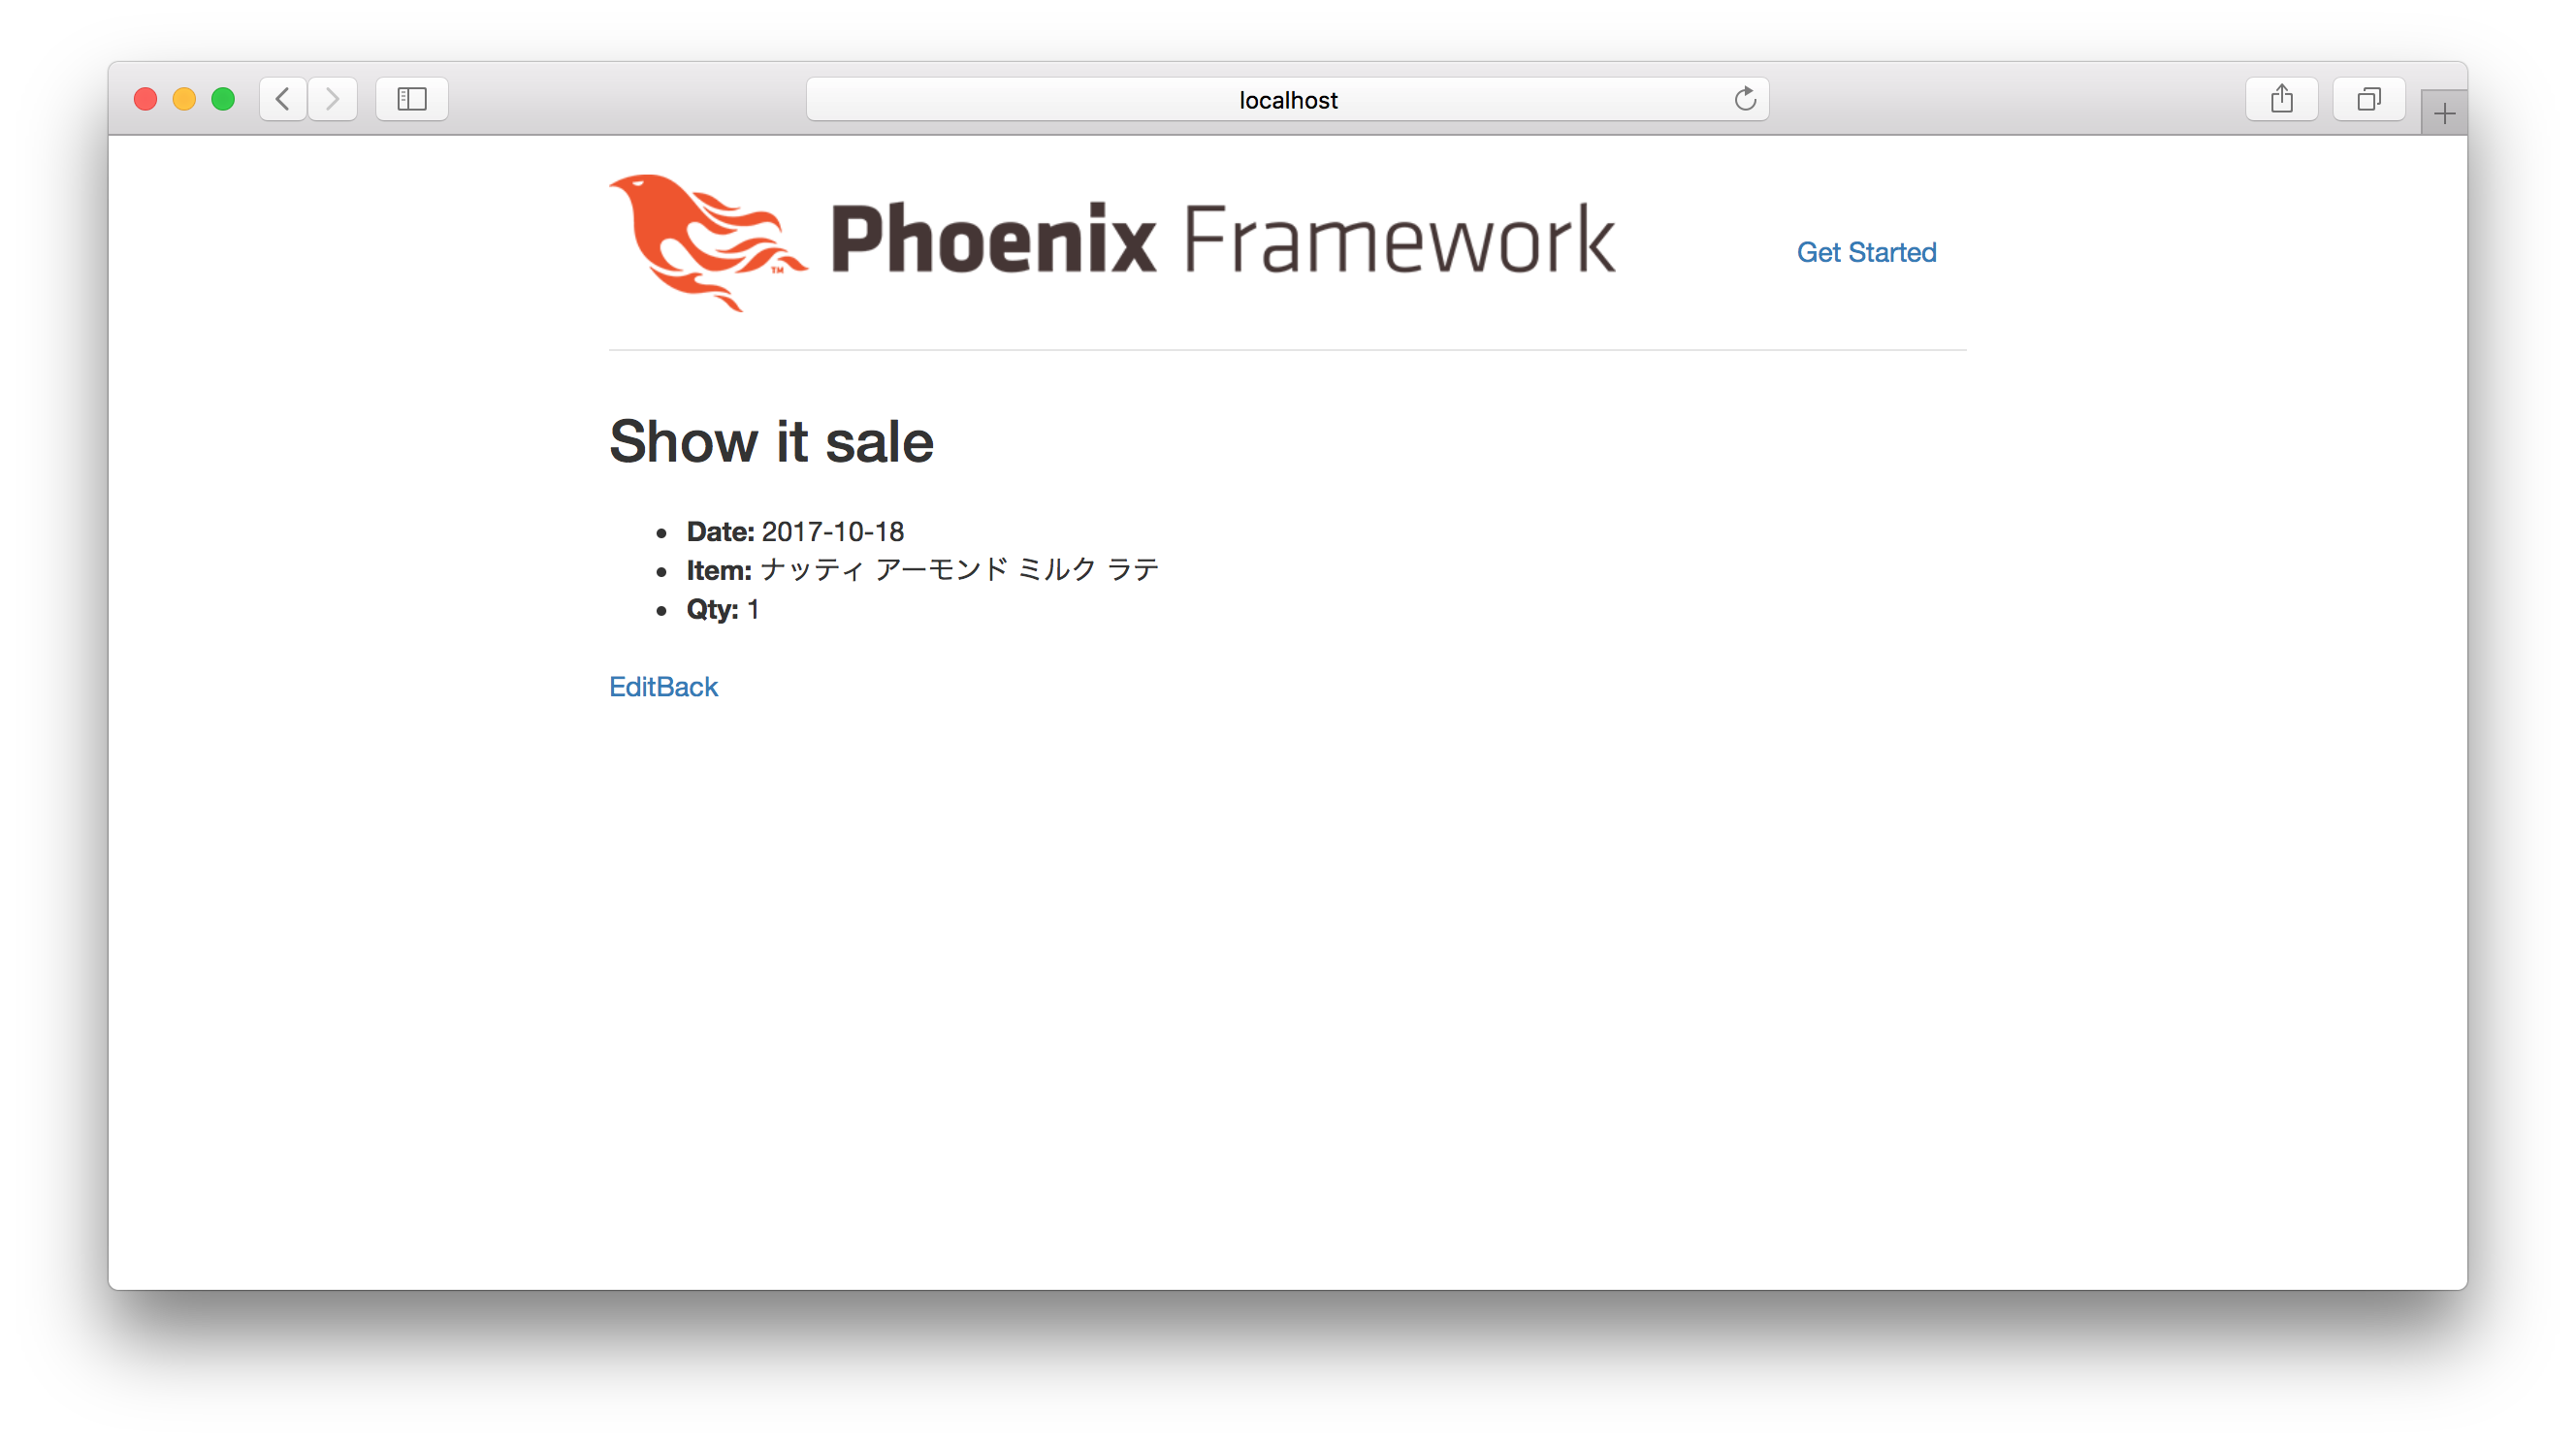 localhost
Phoenix Framework
TM
Get Started
Show it sale
Date: 2017-10-18
Item: ナッティ アーモンド ミルク ラテ
Qty: 1
EditBack